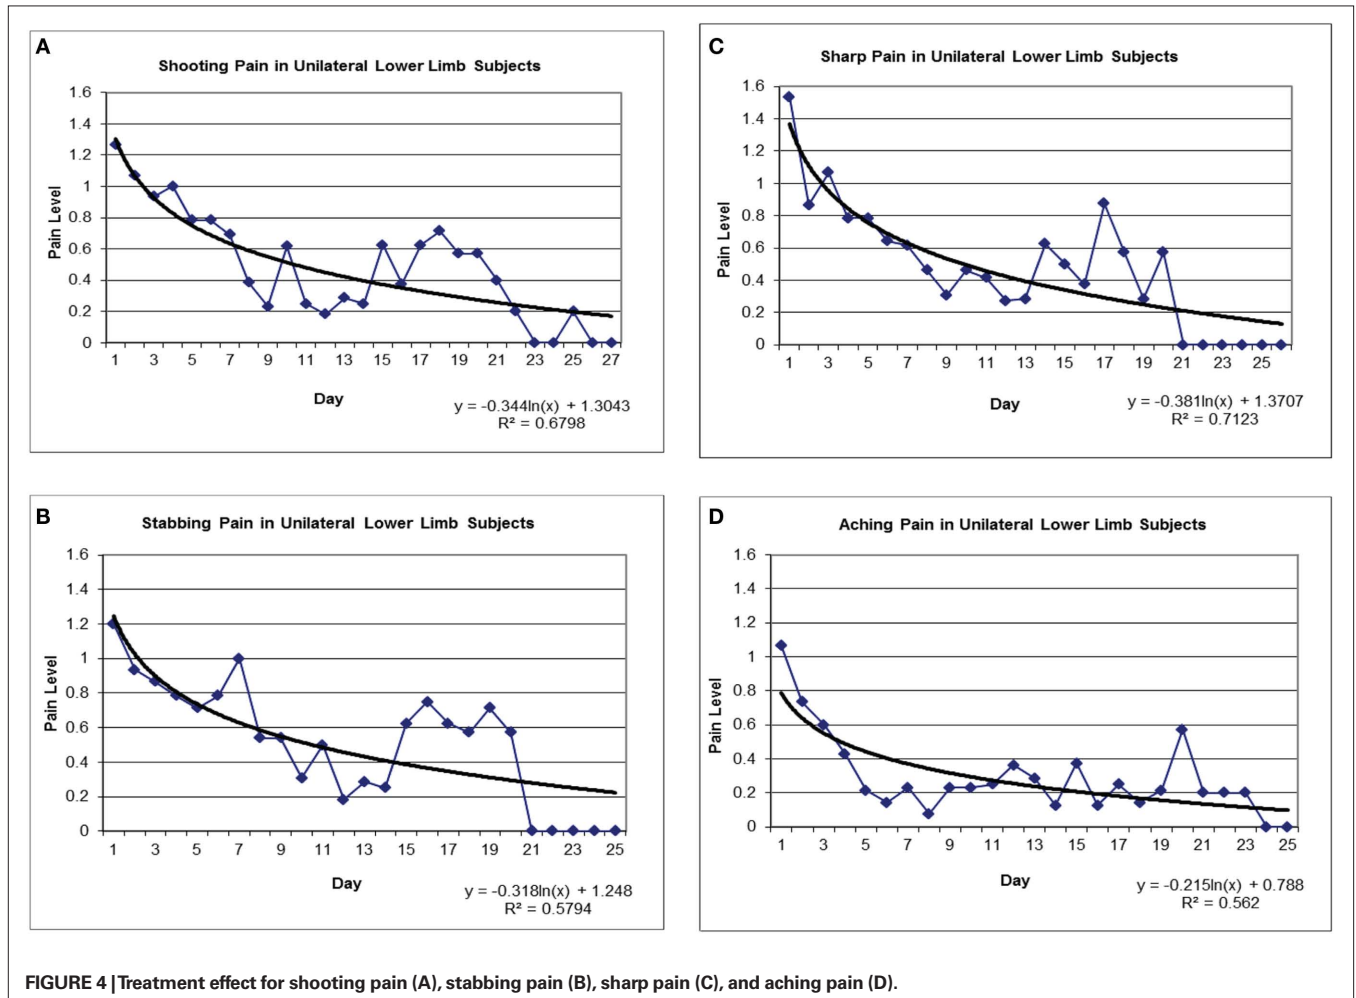 A
Shooting Pain in Unilateral Lower Limb Subjects
1.6
1.4
1.2
1
0.8
0.6
0.4
0.2
0
Pain Level
1 3 5 7 9 11 13 15 17 19 21 23 25 27
Day
y = -0.344ln(x) + 1.3043
R² = 0.6798
C
Sharp Pain in Unilateral Lower Limb Subjects
1.6
1.4
1.2
1
0.8
0.6
0.4
0.2
0
Pain Level
1 3 5 7 9 11 13 15 17 19 21 23 25
Day
y = -0.381ln(x) + 1.3707
R² = 0.7123
B
Stabbing Pain in Unilateral Lower Limb Subjects
1.6
1.4
1.2
1
0.8
0.6
0.4
0.2
0
Pain Level
1 3 5 7 9 11 13 15 17 19 21 23 25
Day
y = -0.318ln(x) + 1.248
R² = 0.5794
D
Aching Pain in Unilateral Lower Limb Subjects
1.6
1.4
1.2
1
0.8
0.6
0.4
0.2
0
Pain Level
1 3 5 7 9 11 13 15 17 19 21 23 25
Day
y = -0.215ln(x) + 0.788
R² = 0.562
FIGURE 4 | Treatment effect for shooting pain (A), stabbing pain (B), sharp pain (C), and aching pain (D).